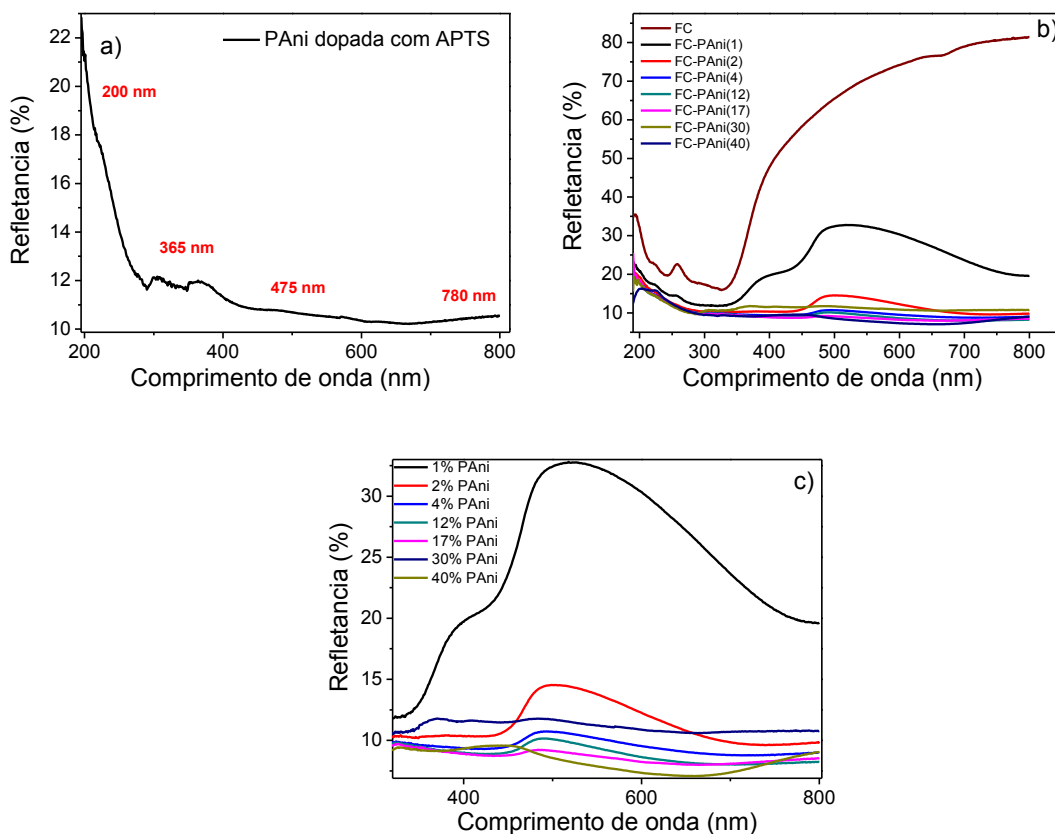 a)
PAni dopada com APTS
22
20
18
16
14
12
10
200 nm
365 nm
475 nm
780 nm
200
400
600
800
Refletancia (%)
Comprimento de onda (nm)
b)
FC
FC-PAni(1)
FC-PAni(2)
FC-PAni(4)
FC-PAni(12)
FC-PAni(17)
FC-PAni(30)
FC-PAni(40)
80
70
60
50
40
30
20
10
200
300
400
500
600
700
800
Refletancia (%)
Comprimento de onda (nm)
c)
1% PAni
2% PAni
4% PAni
12% PAni
17% PAni
30% PAni
40% PAni
30
25
20
15
10
400
600
800
Refletancia (%)
Comprimento de onda (nm)